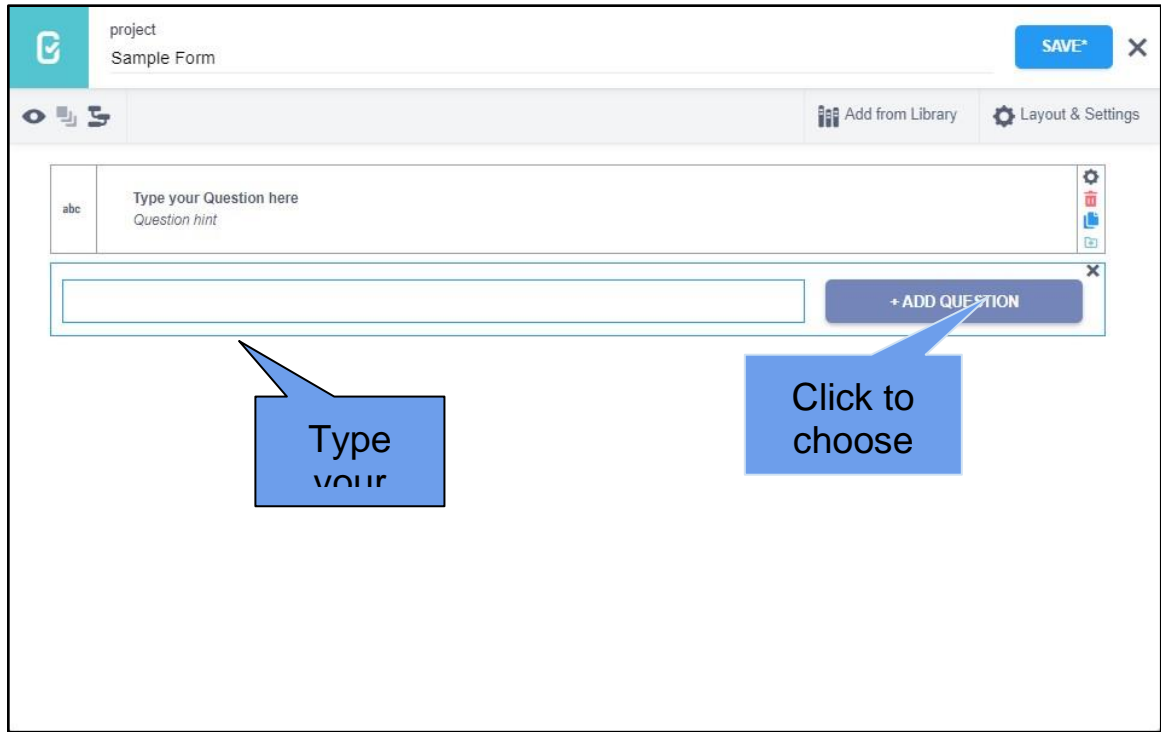 project
Sample Form
SAVE*
Add from Library
Layout & Settings
abc
Type your Question here
Question hint
+ ADD QUESTION
Type
your
Click to
choose